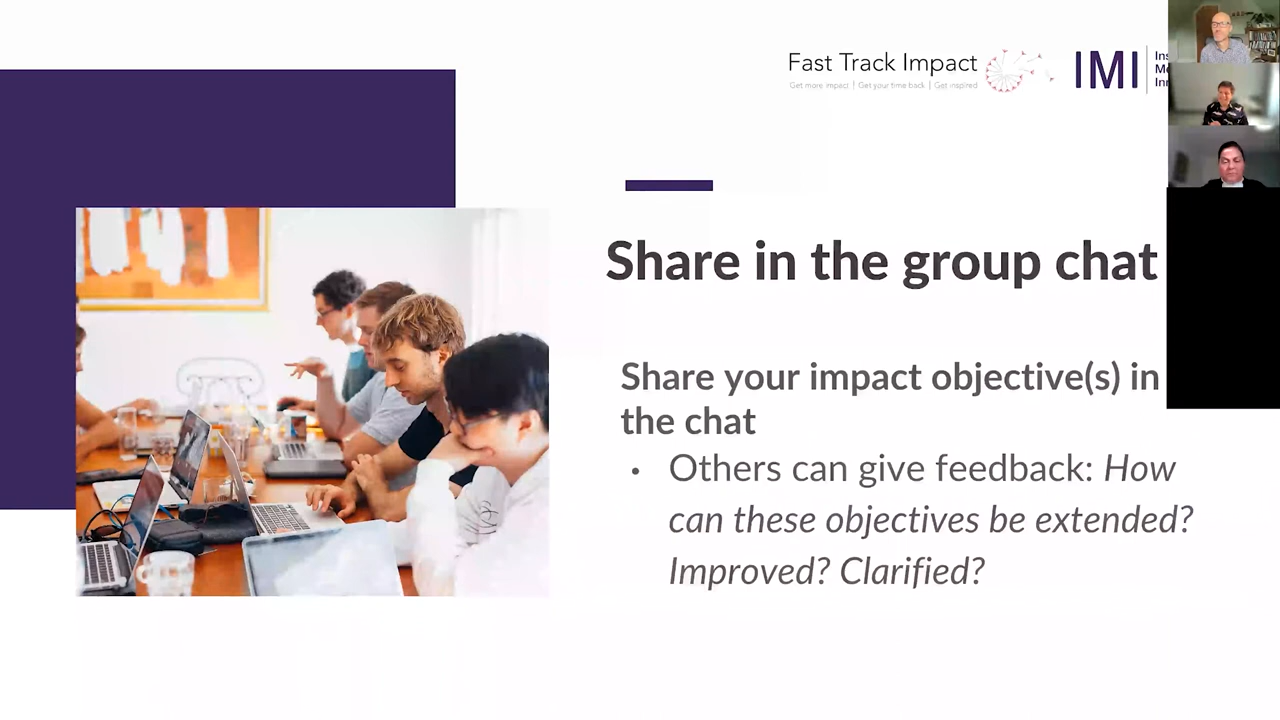 Fast Track Impact
Get more impact | Get your time back | Get inspired
IMI
Share in the group chat
Share your impact objective(s) in
the chat
• Others can give feedback: How
can these objectives be extended?
Improved? Clarified?